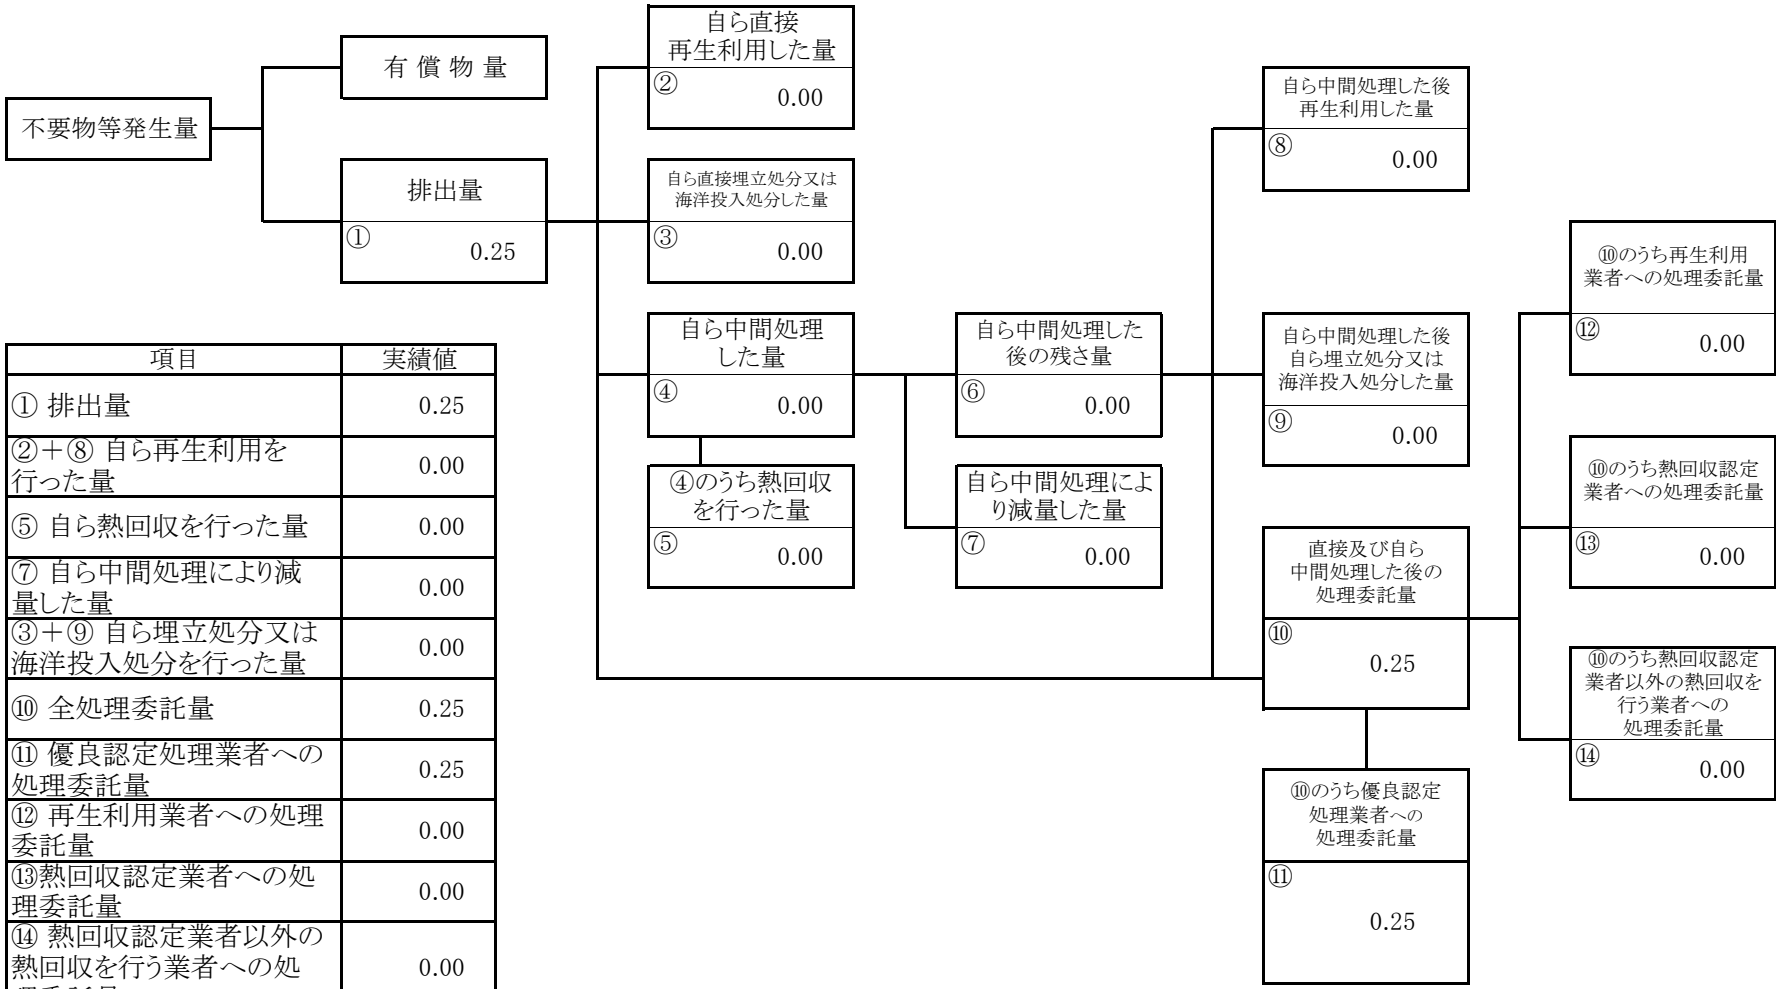 不要物等発生量
有償物量
排出量
①
0.25
自ら直接
再生利用した量
②
0.00
自ら直接埋立処分又は
海洋投入処分した量
③
0.00
自ら中間処理
した量
④
0.00
④のうち熱回収
を行った量
⑤
0.00
自ら中間処理した
後の残さ量
⑥
0.00
自ら中間処理によ
り減量した量
⑦
0.00
自ら中間処理した後
再生利用した量
⑧
0.00
自ら中間処理した後
自ら埋立処分又は
海洋投入処分した量
⑨
0.00
直接及び自ら
中間処理した後の
処理委託量
⑩
0.25
⑩のうち優良認定
処理業者への
処理委託量
⑪
0.25
⑩のうち再生利用
業者への処理委託量
⑫
0.00
⑩のうち熱回収認定
業者への処理委託量
⑬
0.00
⑩のうち熱回収認定
業者以外の熱回収を
行う業者への
処理委託量
⑭
0.00
項目 実績値
① 排出量 0.25
②+⑧ 自ら再生利用を
行った量 0.00
⑤ 自ら熱回収を行った量 0.00
⑦ 自ら中間処理により減
量した量 0.00
③+⑨ 自ら埋立処分又は
海洋投入処分を行った量 0.00
⑩ 全処理委託量 0.25
⑪ 優良認定処理業者への
処理委託量 0.25
⑫ 再生利用業者への処理
委託量 0.00
⑬熱回収認定業者への処
理委託量 0.00
⑭ 熱回収認定業者以外の
熱回収を行う業者への処 0.00